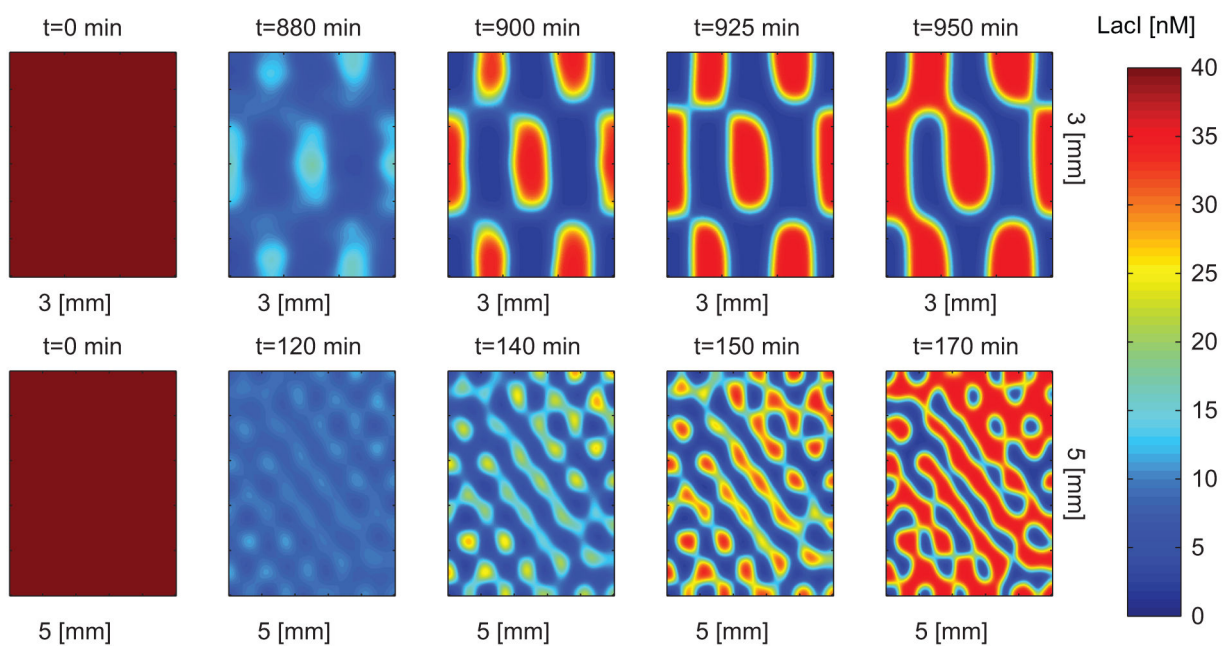 t=0 min t=880 min t=900 min t=925 min t=950 min LacI [nM]
40
35
30
25
20
15
10
5
0
3 [mm]
3 [mm] 3 [mm] 3 [mm] 3 [mm] 3 [mm]
t=0 min t=120 min t=140 min t=150 min t=170 min
5 [mm]
5 [mm] 5 [mm] 5 [mm] 5 [mm] 5 [mm]